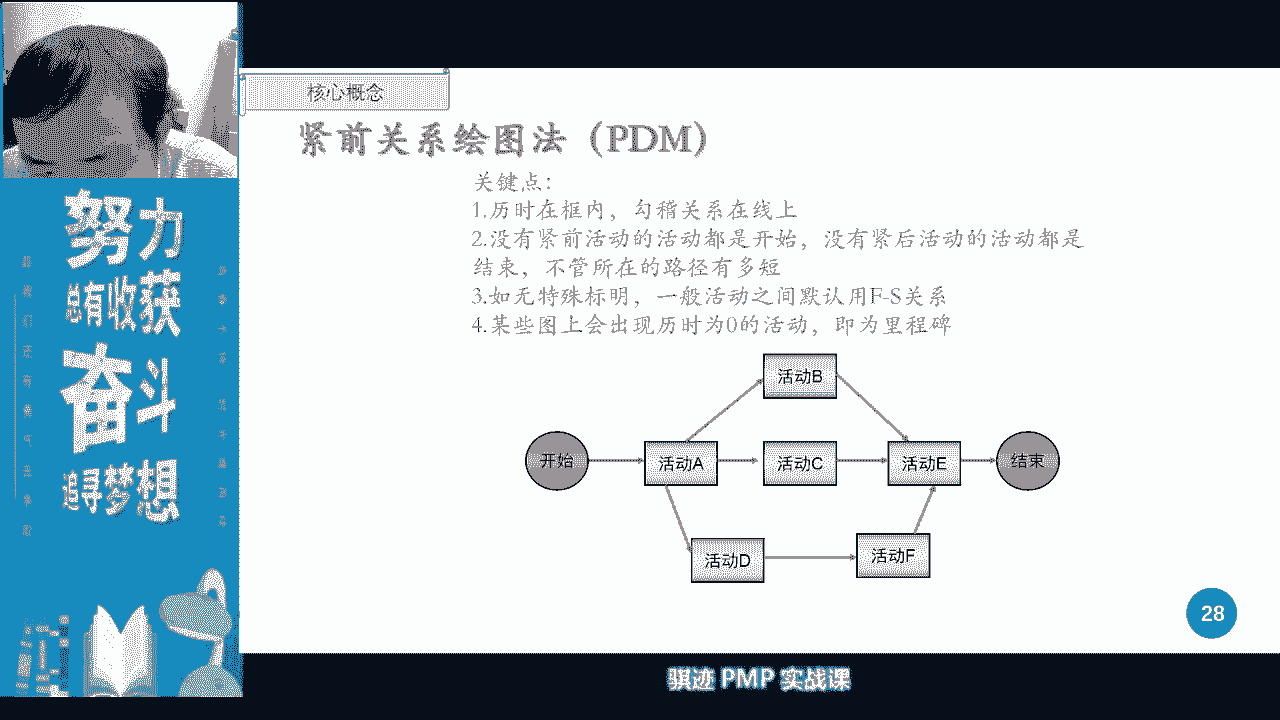 核心概念
紧前关系绘图法（PDM）
关键点：
1.历时在框内，勾稽关系在线上
2.没有紧前活动的活动都是开始，没有紧后活动的活动都是
结束，不管所在的路径有多短
3.如无特殊标明，一般活动之间默认用F-S关系
4.某些图上会出现历时为0的活动，即为里程碑
活动B
开始
活动A
活动C
活动E
结束
活动D
活动F
努力
总有收获
奋斗
追寻梦想
28
骐迹 PMP 实战课